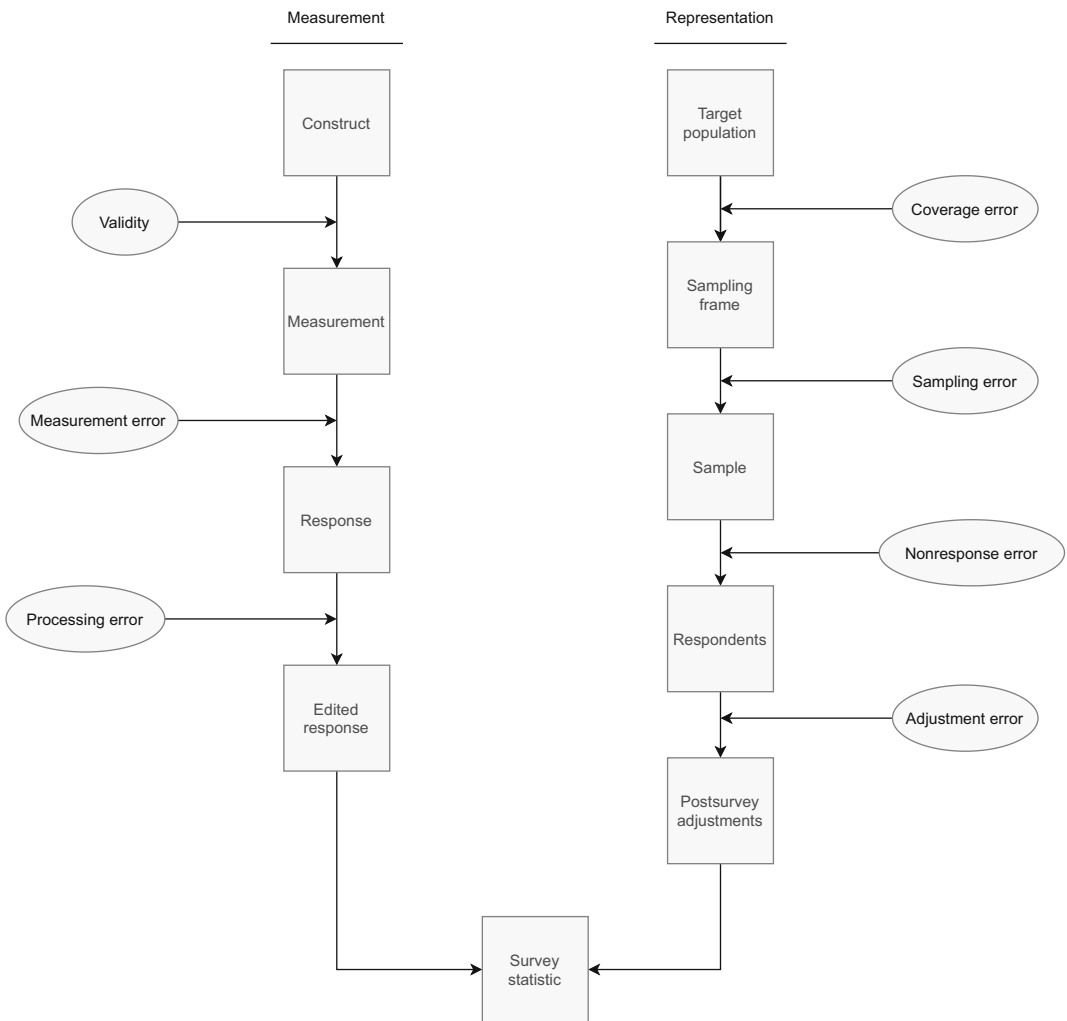 Measurement
Representation
Construct
Target
population
Validity
Coverage error
Measurement
Sampling
frame
Sampling error
Measurement error
Sample
Response
Nonresponse error
Processing error
Respondents
Edited
response
Adjustment error
Postsurvey
adjustments
Survey
statistic